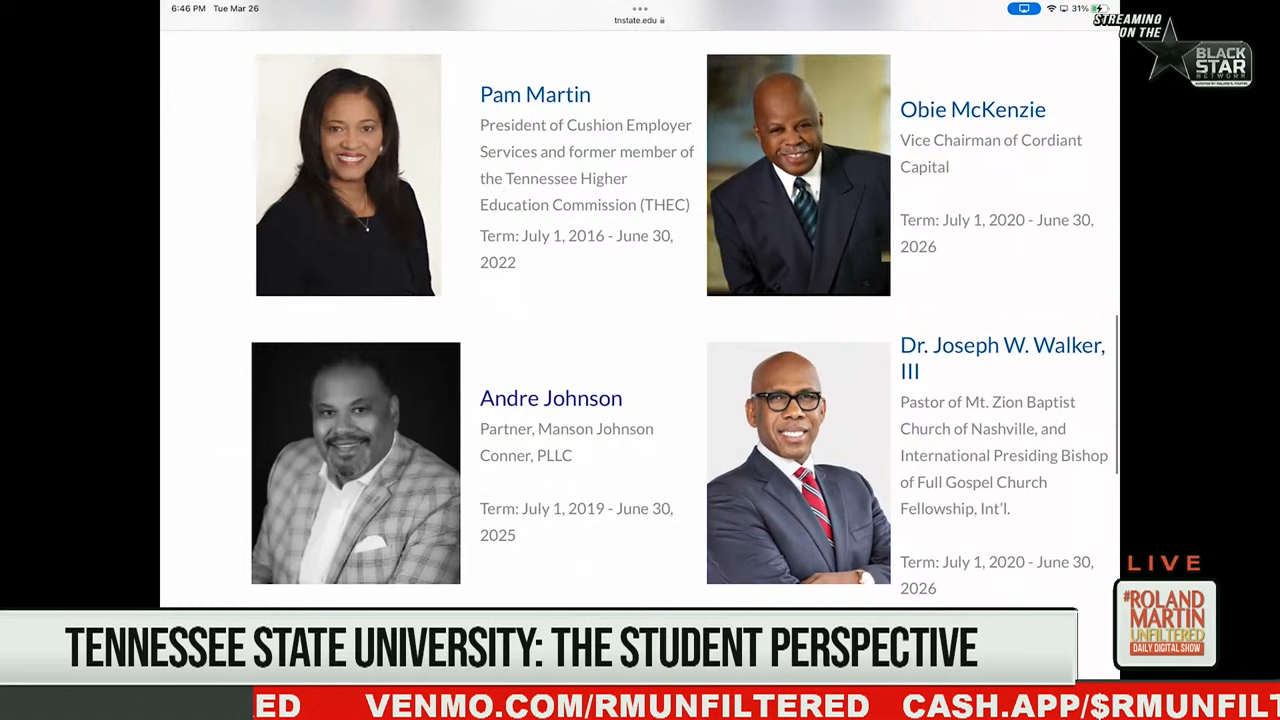 6:46 PM Tue Mar 26
tnstate.edu
31%
STREAMING
ON THE
BLACK
STAR
NETWORK
Pam Martin
President of Cushion Employer
Services and former member of
the Tennessee Higher
Education Commission (THEC)
Term: July 1, 2016 - June 30,
2022
Obie McKenzie
Vice Chairman of Cordiant
Capital
Term: July 1, 2020 - June 30,
2026
Andre Johnson
Partner, Manson Johnson
Conner, PLLC
Term: July 1, 2019 - June 30,
2025
Dr. Joseph W. Walker,
III
Pastor of Mt. Zion Baptist
Church of Nashville, and
International Presiding Bishop
of Full Gospel Church
Fellowship, Int'l.
Term: July 1, 2020 - June 30,
2026
LIVE
#ROLAND
MARTIN
UNFILTERED
DAILY DIGITAL SHOW
TENNESSEE STATE UNIVERSITY: THE STUDENT PERSPECTIVE
ED VENMO.COM/RMUNFILTERED CASH.APP/$RMUNFILT